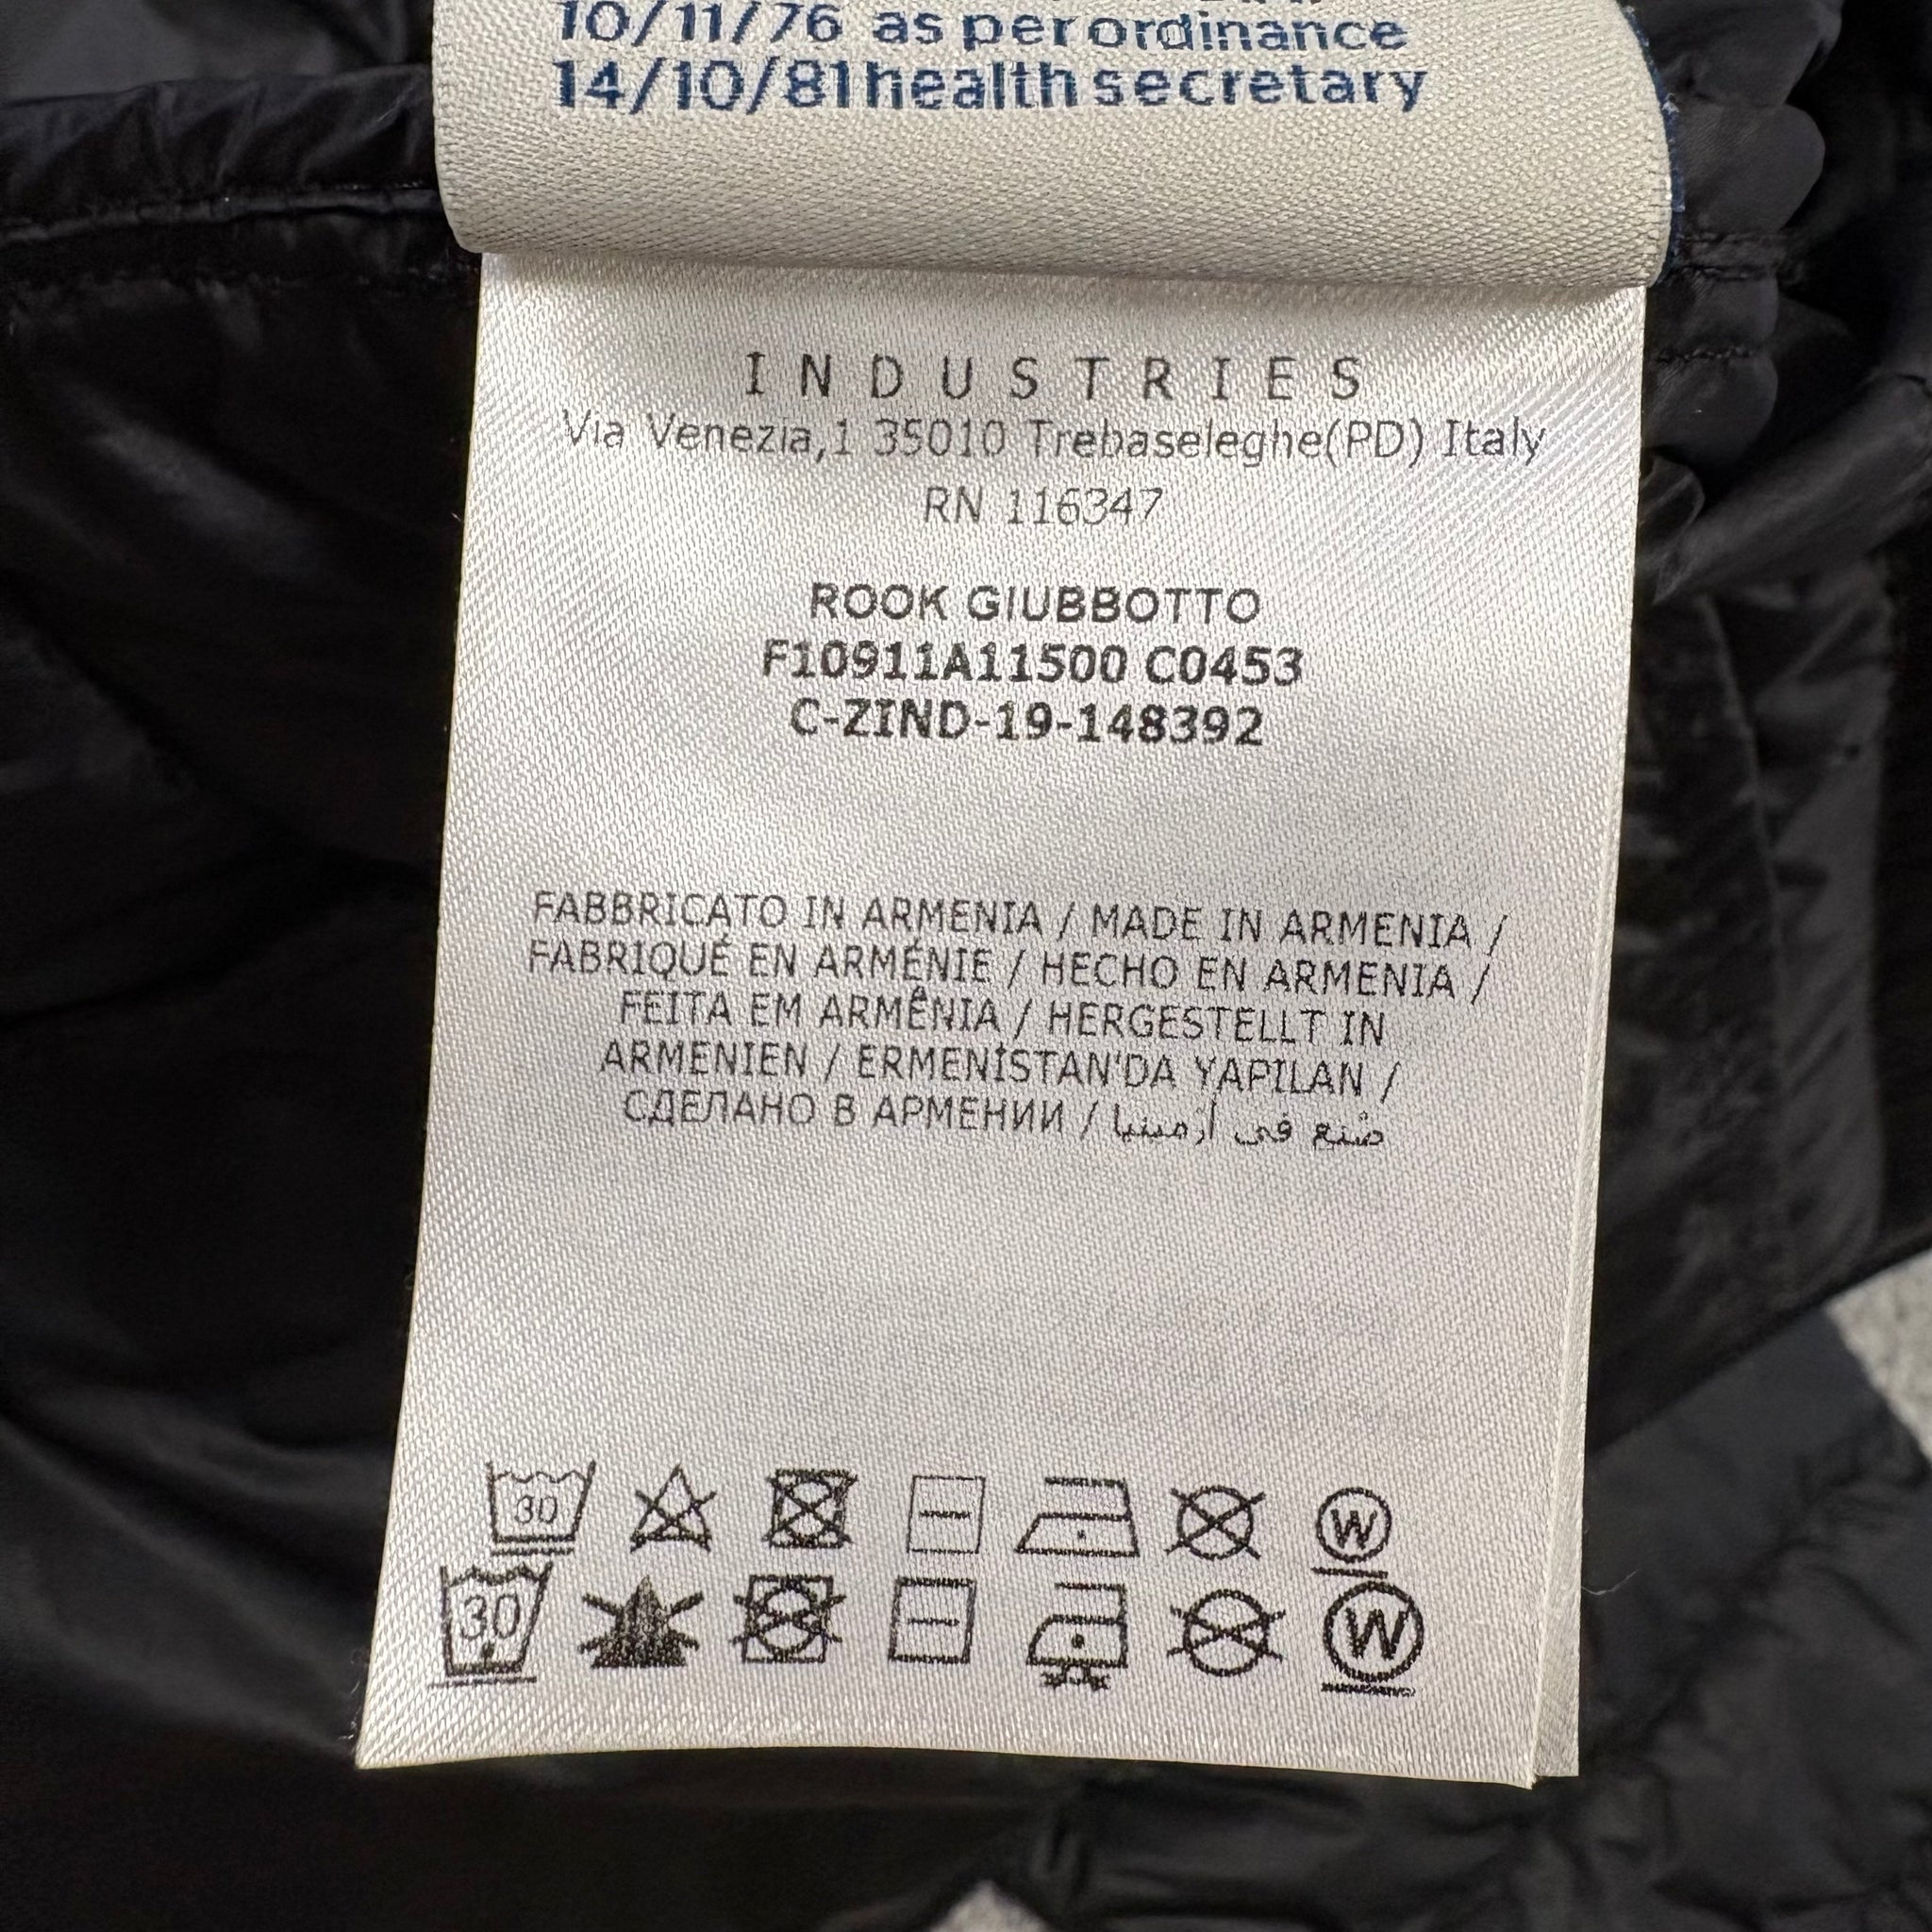 10/11/76 as per ordinance
14/10/81 health secretary
INDUSTRIES
Via Venezia,1 35010 Trebaseleghe(PD) Italy
RN 116347
ROOK GIUBBOTTO
F10911A11500 C0453
C-ZIND-19-148392
FABBRICATO IN ARMENIA / MADE IN ARMENIA /
FABRIQUÉ EN ARMÉNIE / HECHO EN ARMENIA /
FEITA EM ARMÊNIA / HERGESTELLT IN
ARMENIEN / ERMENİSTAN'DA YAPILAN /
СДЕЛАНО В АРМЕНИИ / صُنع في أرمينيا
30 W
30 W